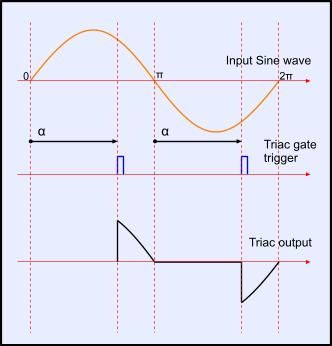 Input Sine wave
0
π
2π
α
α
Triac gate
trigger
Triac output